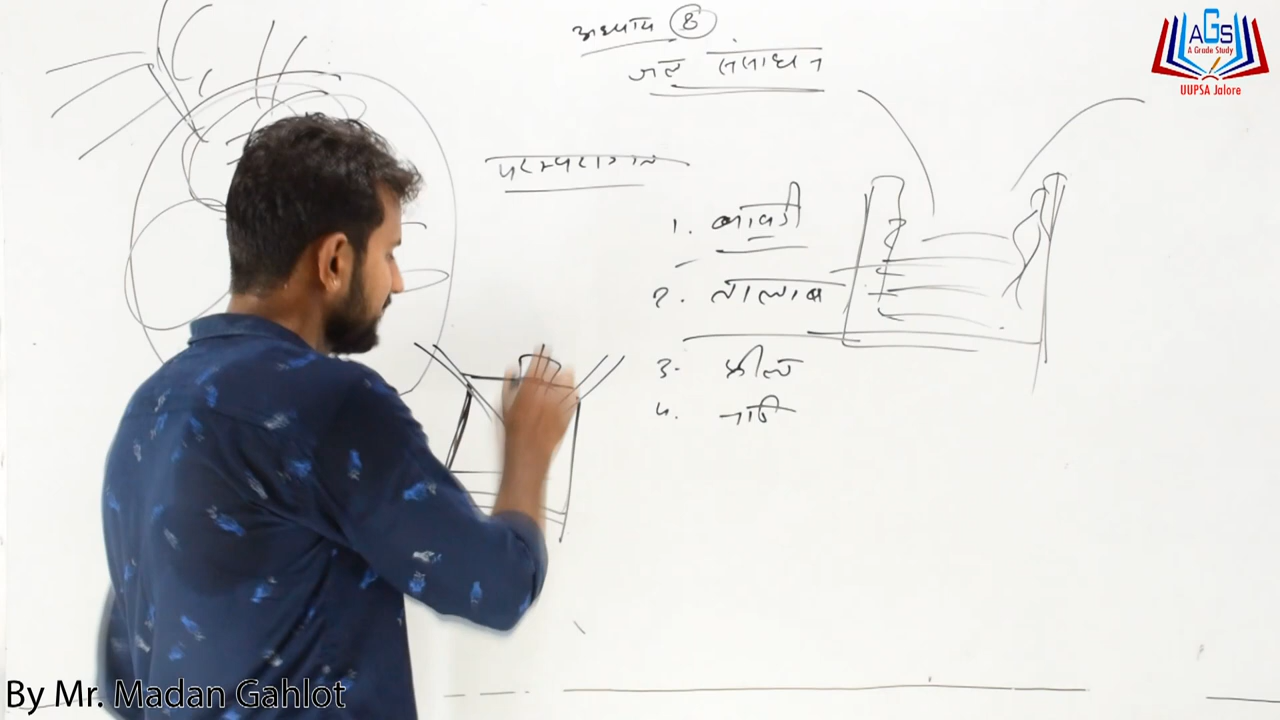 अध्याय 8
जल संसाधन
AGS
A Grade Study
UUPSA Jalore
परम्परागत
1. बावडी
2. तालाब
3. झील
4. नाडी
By Mr. Madan Gahlot